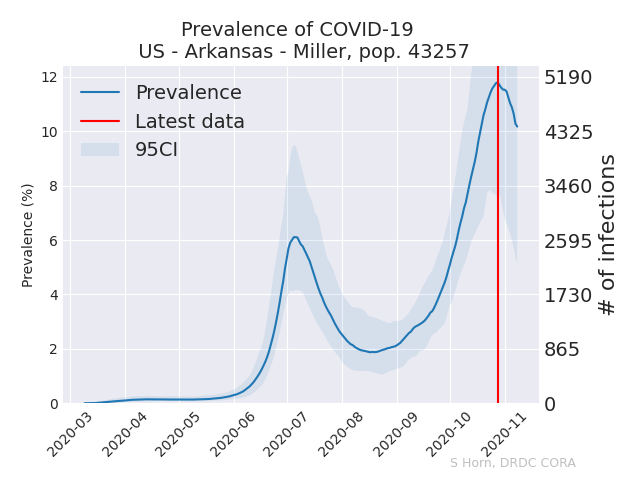 Prevalence of COVID-19
US - Arkansas - Miller, pop. 43257
Prevalence
Latest data
95CI
Prevalence (%)
12
10
8
6
4
2
0
# of infections
5190
4325
3460
2595
1730
865
0
2020-03
2020-04
2020-05
2020-06
2020-07
2020-08
2020-09
2020-10
2020-11
S Horn, DRDC CORA